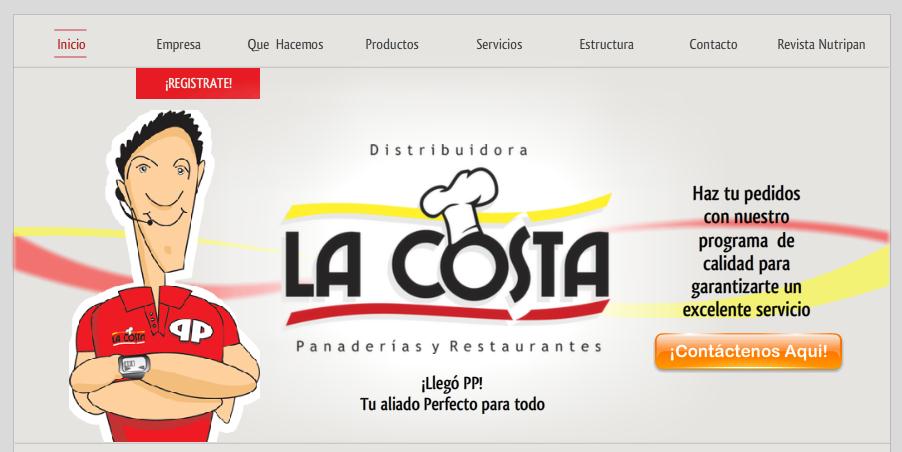 Inicio Empresa Que Hacemos Productos Servicios Estructura Contacto Revista Nutripan
¡REGISTRATE!
Distribuidora
LA COSTA
Panaderías y Restaurantes
¡Llegó PP!
Tu aliado Perfecto para todo
Haz tu pedidos
con nuestro
programa de
calidad para
garantizarte un
excelente servicio
¡Contáctenos Aqui!
LA COSTA
PP